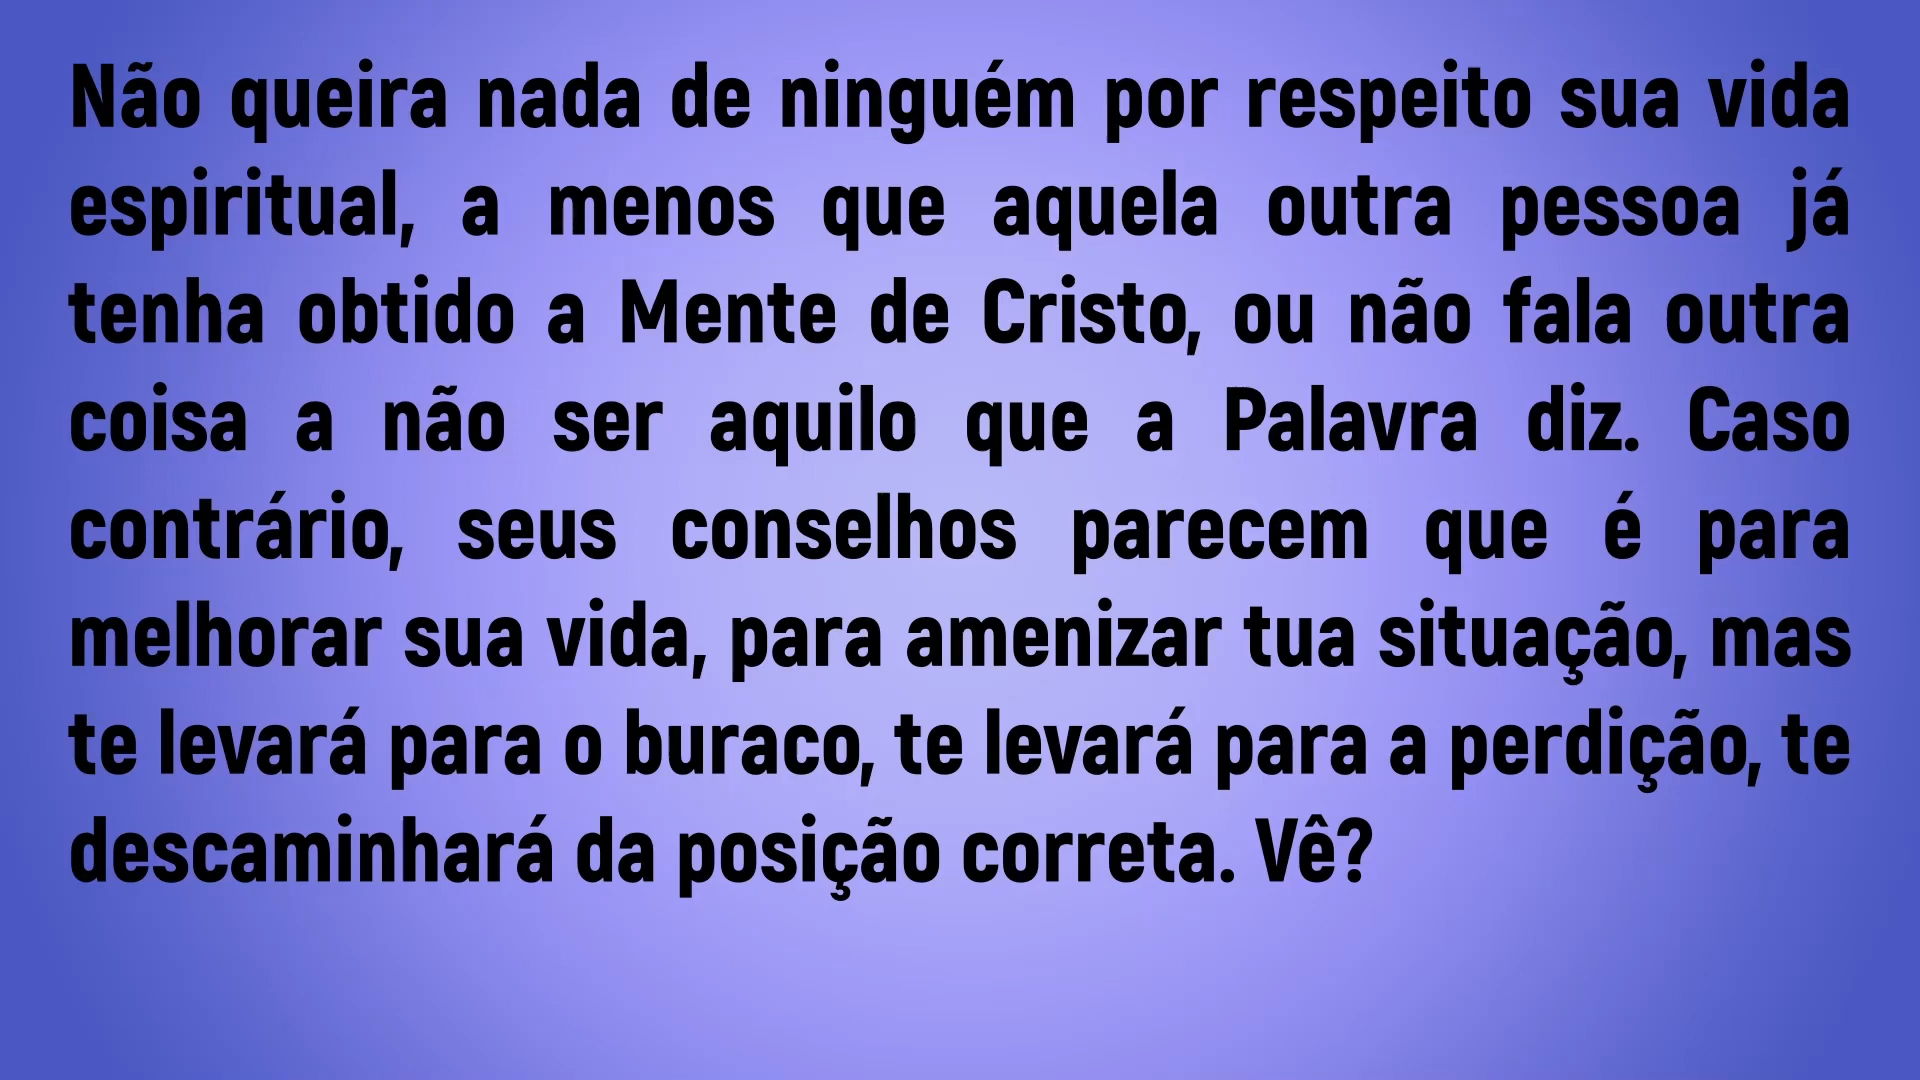 Não queira nada de ninguém por respeito sua vida
espiritual, a menos que aquela outra pessoa já
tenha obtido a Mente de Cristo, ou não fala outra
coisa a não ser aquilo que a Palavra diz. Caso
contrário, seus conselhos parecem que é para
melhorar sua vida, para amenizar tua situação, mas
te levará para o buraco, te levará para a perdição, te
descaminhará da posição correta. Vê?